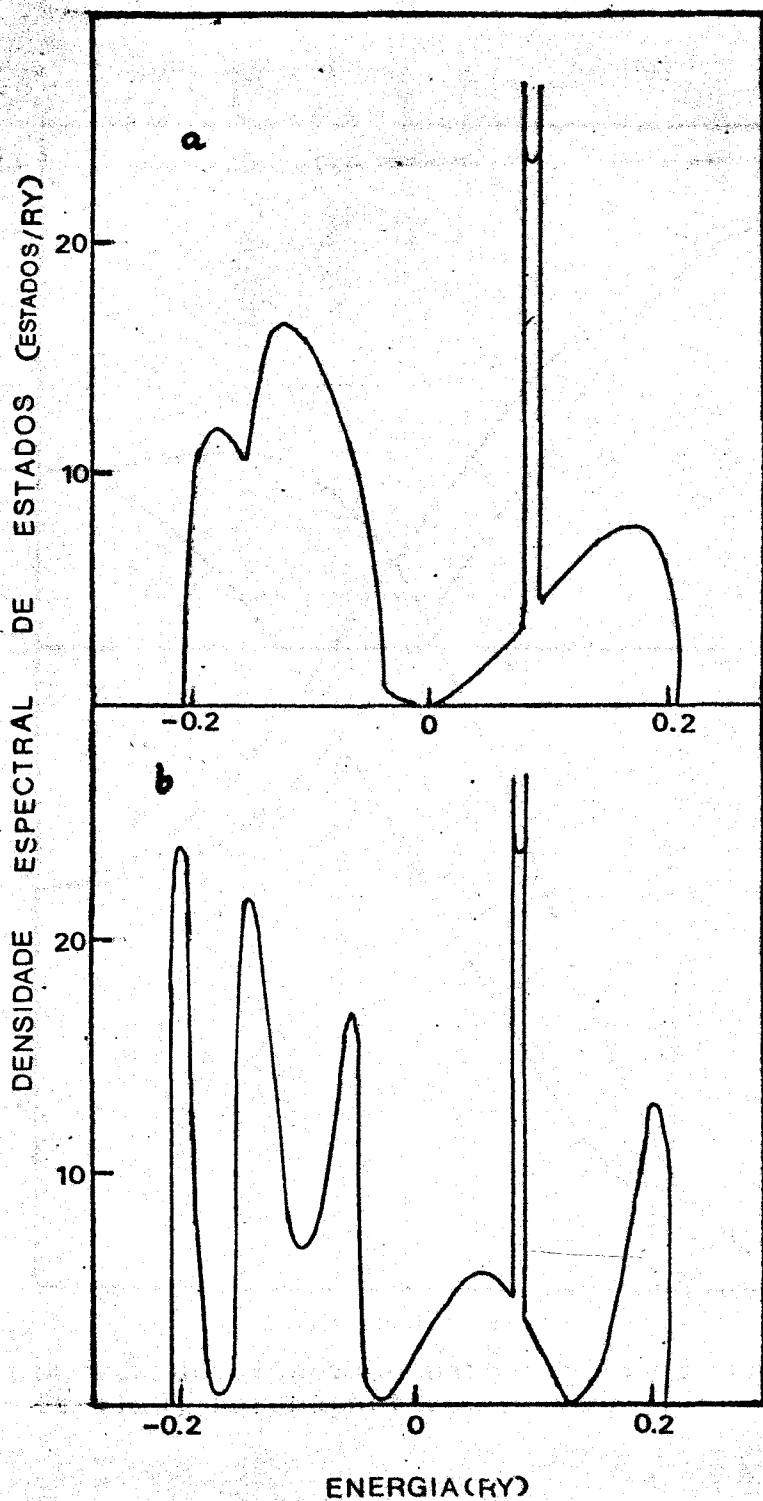 DENSIDADE ESPECTRAL DE ESTADOS (ESTADOS/RY)
a
20
10
-0.2 0 0.2
b
20
10
-0.2 0 0.2
ENERGIA(RY)